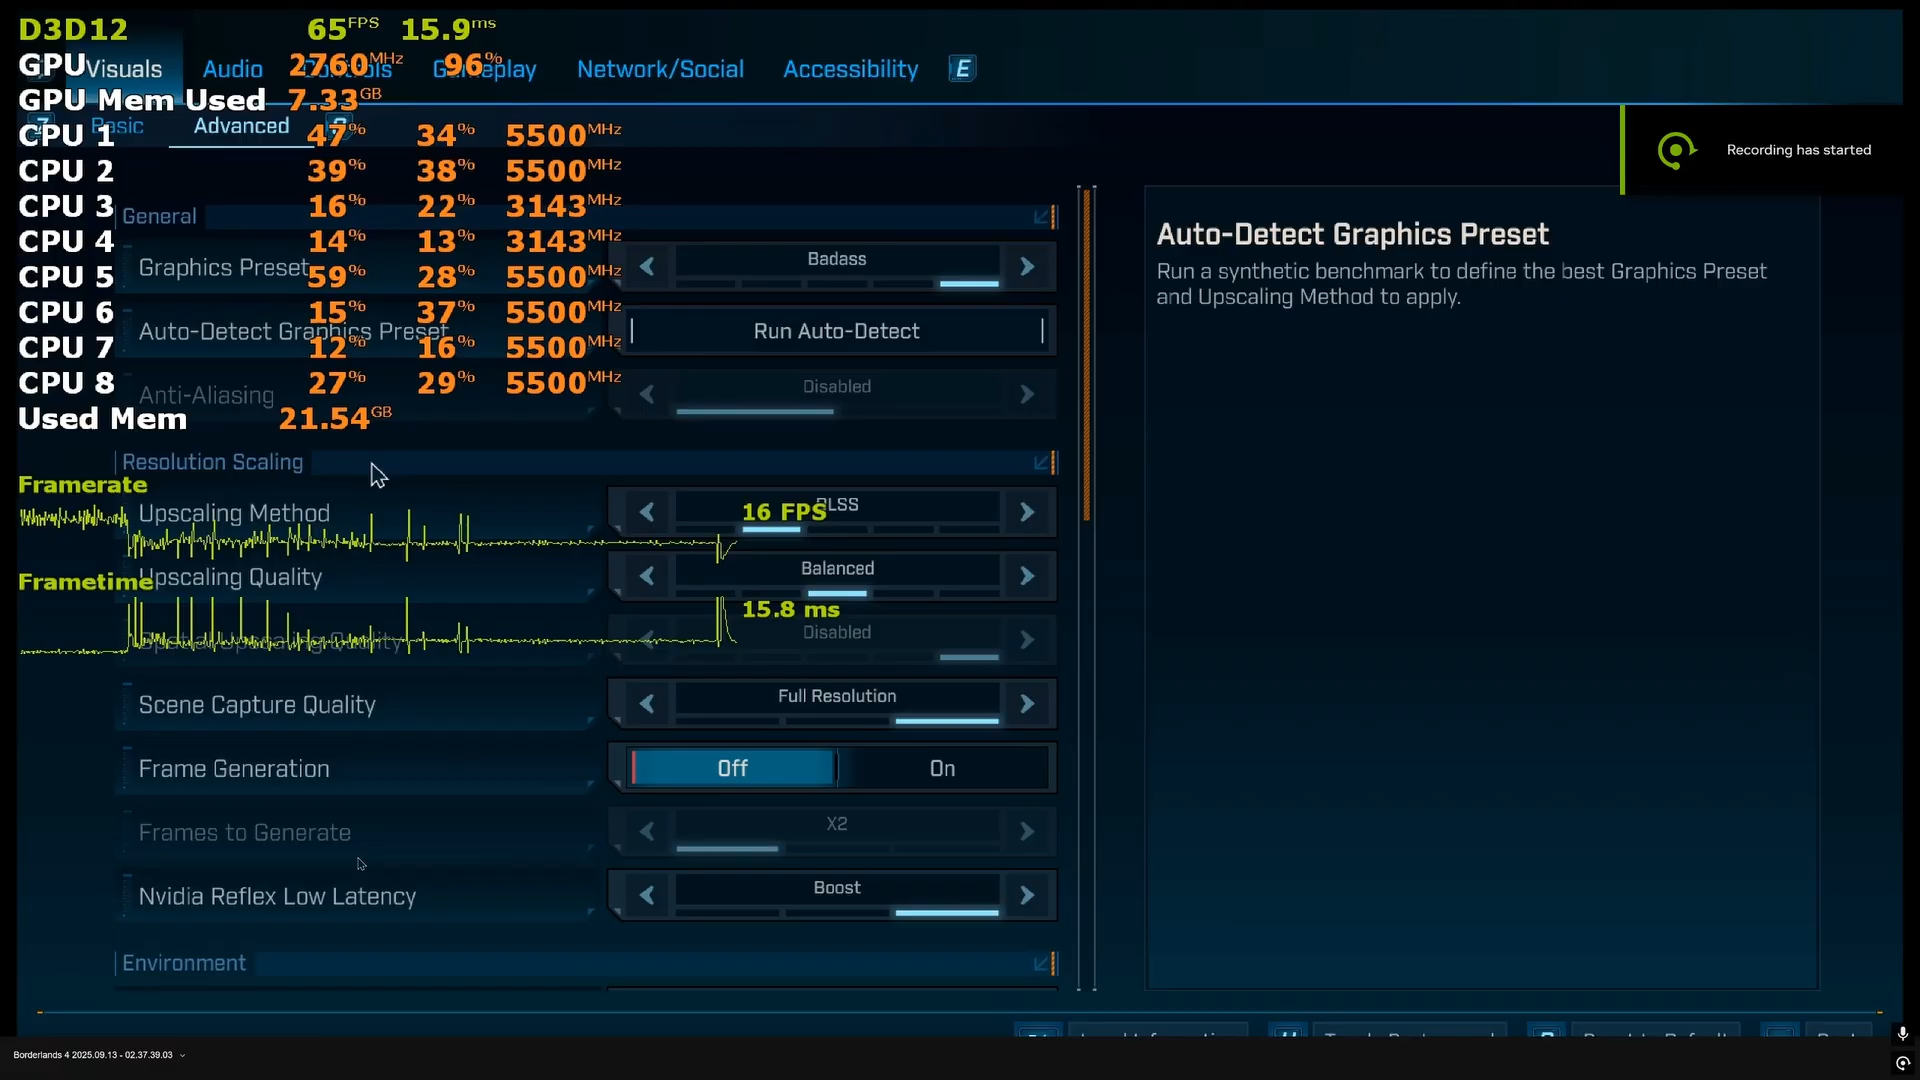 D3D12 65 FPS 15.9 ms
GPU 2760 MHz 96 %
Visuals Audio Controls Gameplay Network/Social Accessibility E
GPU Mem Used 7.33 GB
Basic Advanced
CPU 1 47 % 34 % 5500 MHz
Recording has started
CPU 2 39 % 38 % 5500 MHz
CPU 3 16 % 22 % 3143 MHz
General
CPU 4 14 % 13 % 3143 MHz
Auto-Detect Graphics Preset
Run a synthetic benchmark to define the best Graphics Preset
and Upscaling Method to apply.
Graphics Preset Badass
CPU 5 59 % 28 % 5500 MHz
CPU 6 15 % 37 % 5500 MHz
Auto-Detect Graphics Preset Run Auto-Detect
CPU 7 12 % 16 % 5500 MHz
CPU 8 27 % 29 % 5500 MHz
Anti-Aliasing Disabled
Used Mem 21.54 GB
Resolution Scaling
Framerate
16 FPS
Upscaling Method DLSS
Frametime
Upscaling Quality Balanced
15.8 ms
Spatial Upscaling Quality Disabled
Scene Capture Quality Full Resolution
Frame Generation Off On
Frames to Generate X2
Nvidia Reflex Low Latency Boost
Environment
Borderlands 4 2025.09.13 - 02.37.39.03